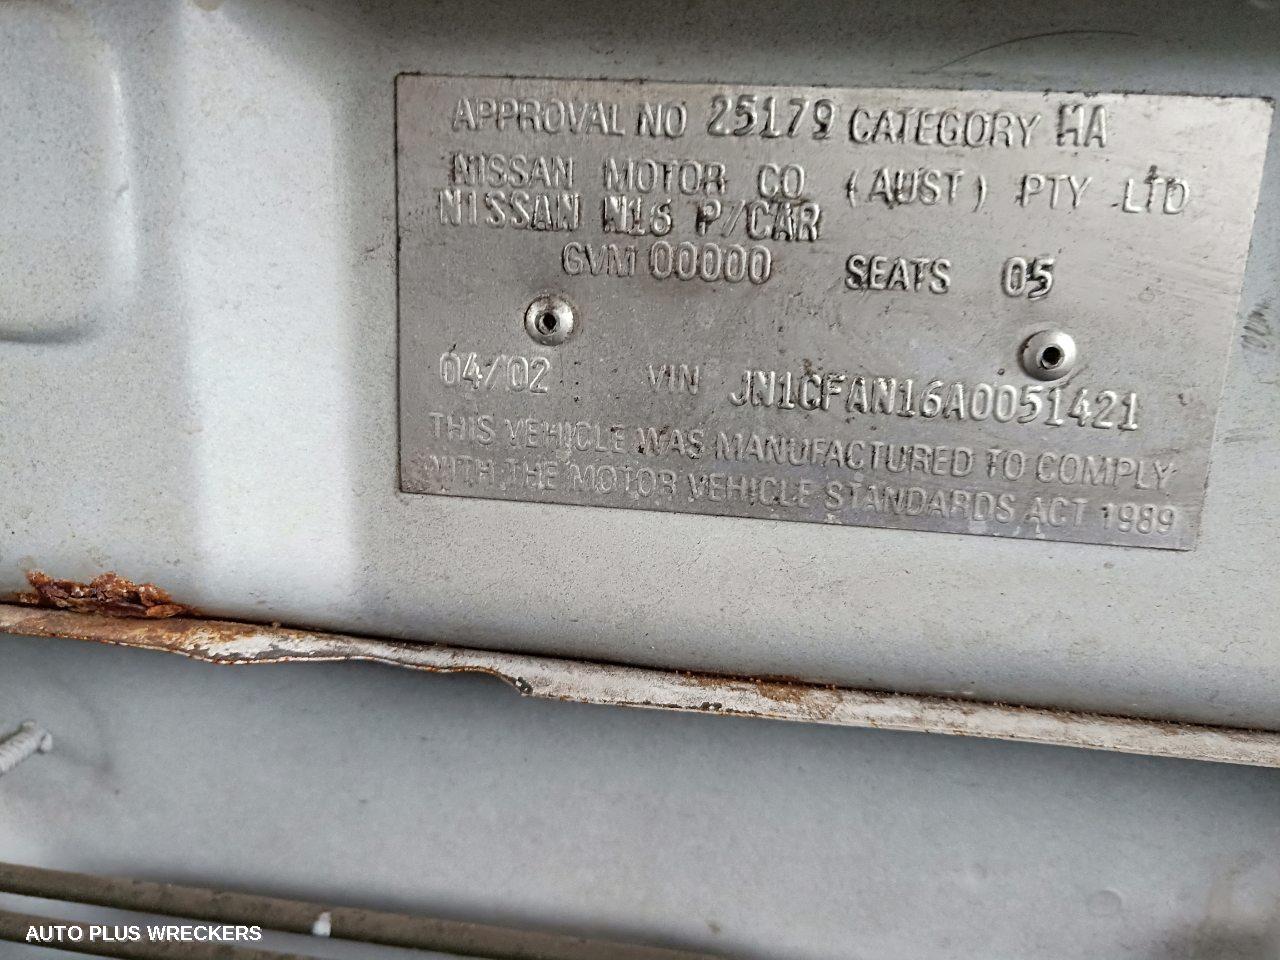 APPROVAL NO 25179 CATEGORY MA
NISSAN MOTOR CO (AUST) PTY LTD
NISSAN N16 P/CAR
GVM 00000 SEATS 05
04/02 VIN JN1CFAN16A0051421
THIS VEHICLE WAS MANUFACTURED TO COMPLY
WITH THE MOTOR VEHICLE STANDARDS ACT 1989
AUTO PLUS WRECKERS